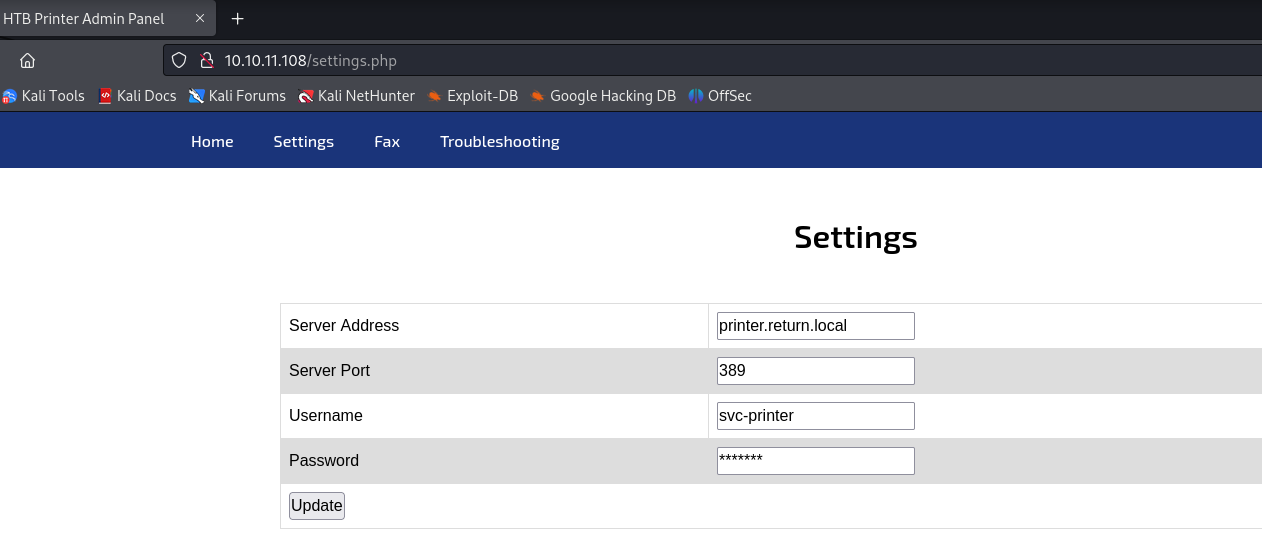 HTB Printer Admin Panel
10.10.11.108/settings.php
Kali Tools Kali Docs Kali Forums Kali NetHunter Exploit-DB Google Hacking DB OffSec
Home Settings Fax Troubleshooting
Settings
Server Address printer.return.local
Server Port 389
Username svc-printer
Password *******
Update